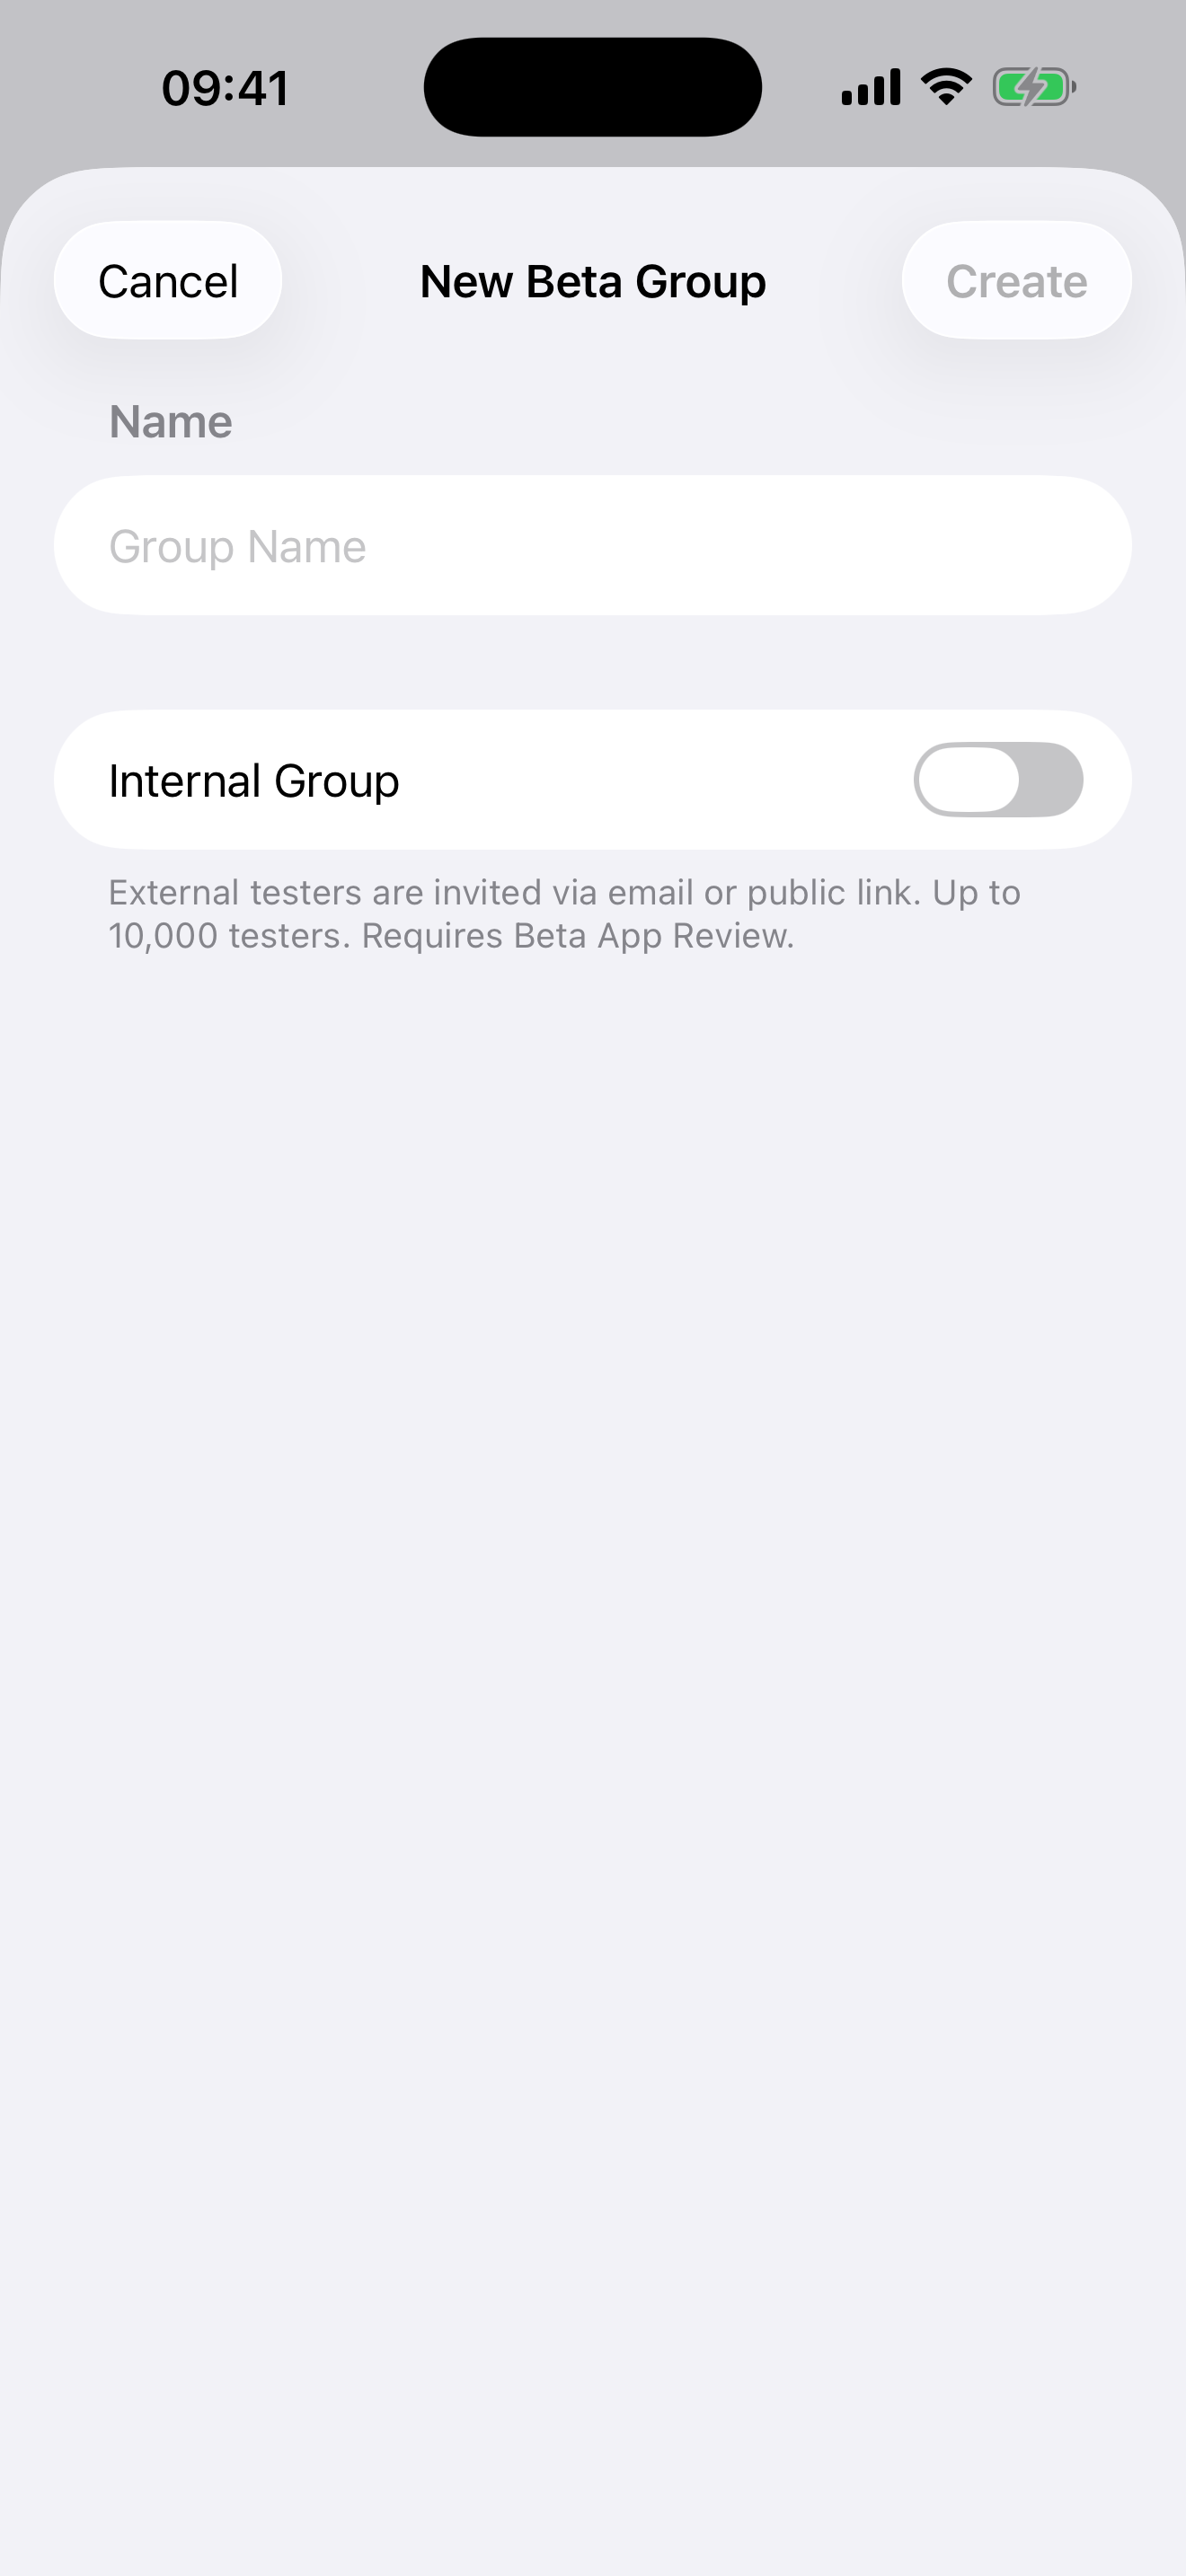 09:41
Cancel
New Beta Group
Create
Name
Group Name
Internal Group
External testers are invited via email or public link. Up to
10,000 testers. Requires Beta App Review.